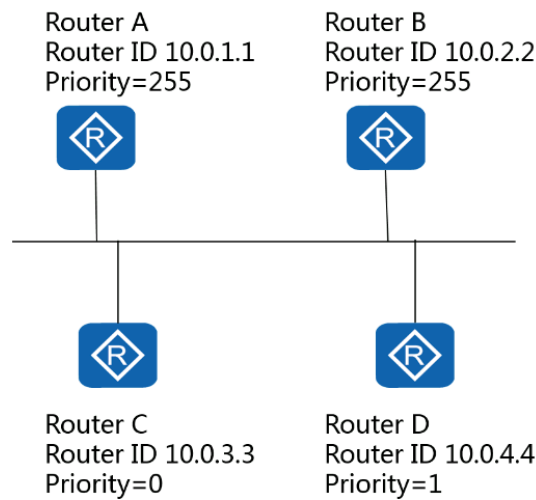 Router A
Router ID 10.0.1.1
Priority=255
Router B
Router ID 10.0.2.2
Priority=255
R
R
R
R
Router C
Router ID 10.0.3.3
Priority=0
Router D
Router ID 10.0.4.4
Priority=1